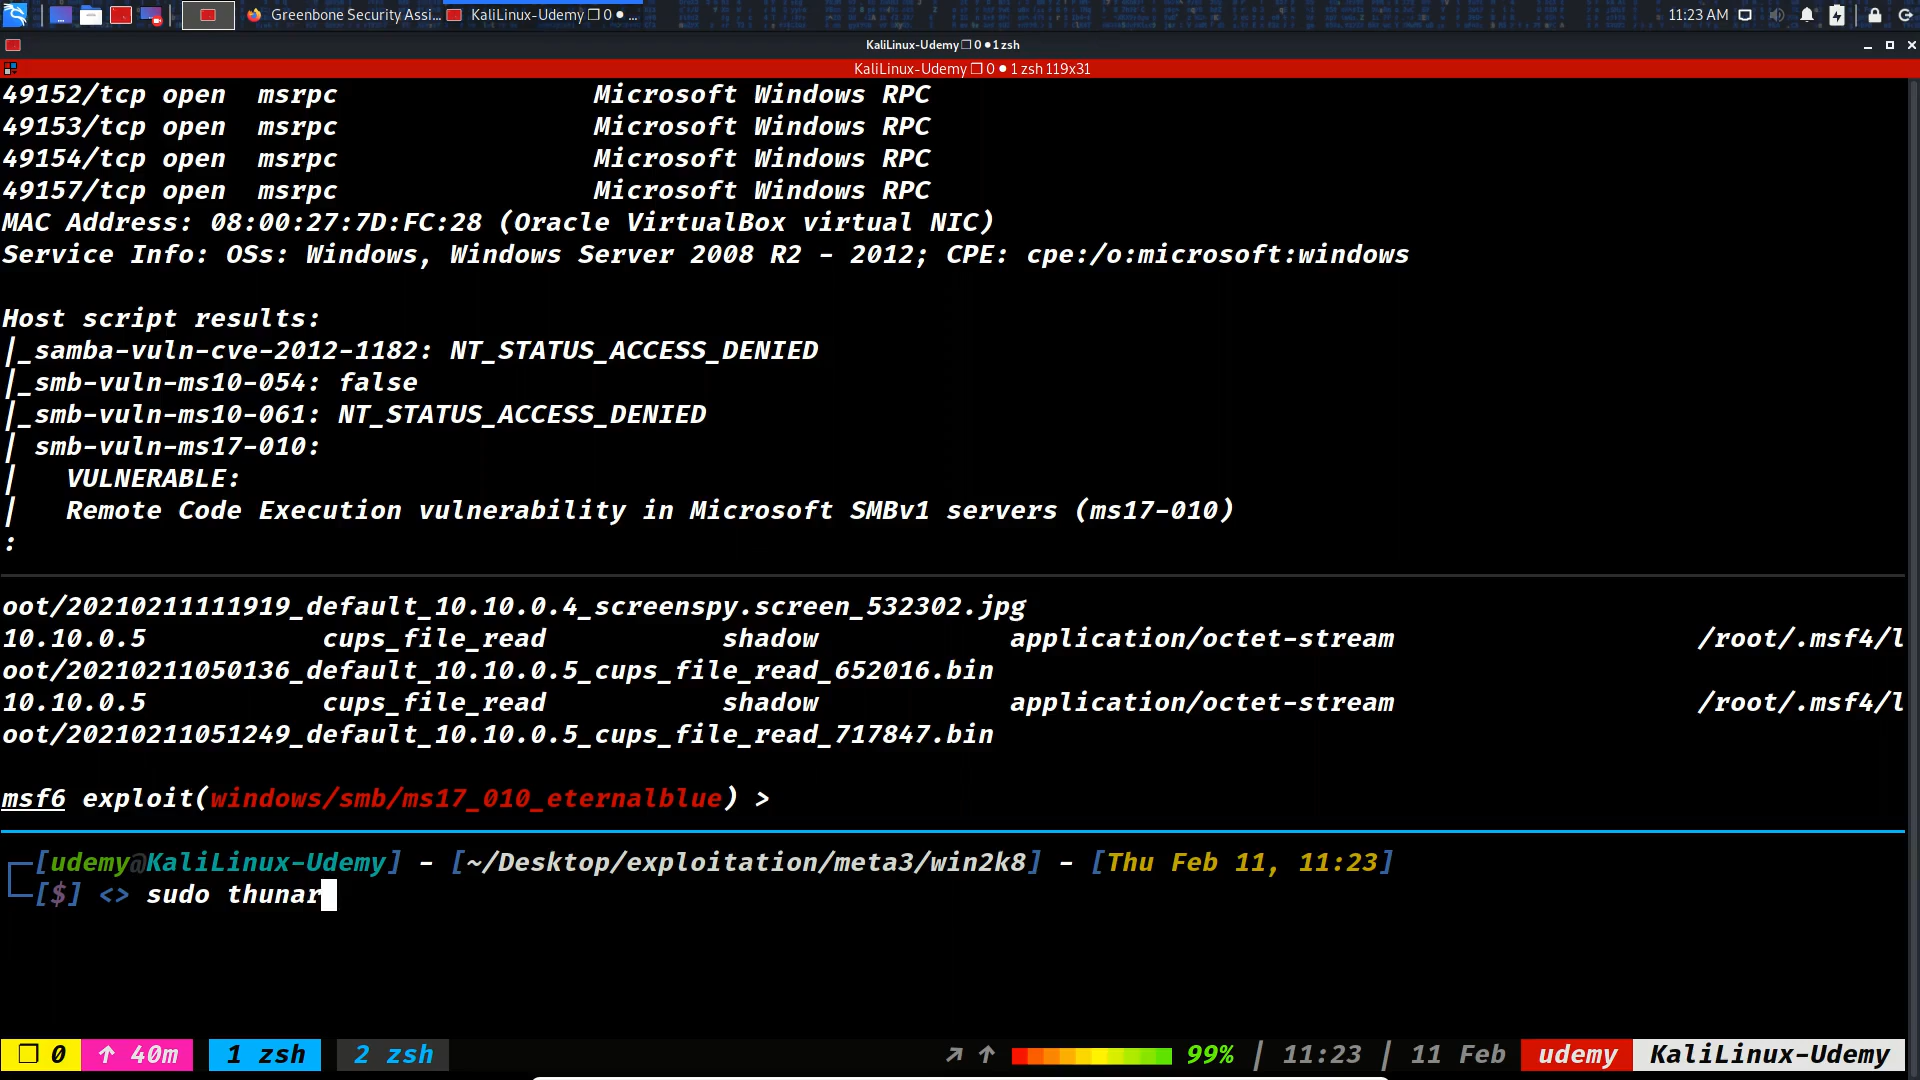 Greenbone Security Assi...
KaliLinux-Udemy ❐ 0 ● ...
11:23 AM
KaliLinux-Udemy ❐ 0 ● 1 zsh
KaliLinux-Udemy ❐ 0 ● 1 zsh 119x31
49152/tcp open  msrpc                Microsoft Windows RPC
49153/tcp open  msrpc                Microsoft Windows RPC
49154/tcp open  msrpc                Microsoft Windows RPC
49157/tcp open  msrpc                Microsoft Windows RPC
MAC Address: 08:00:27:7D:FC:28 (Oracle VirtualBox virtual NIC)
Service Info: OSs: Windows, Windows Server 2008 R2 - 2012; CPE: cpe:/o:microsoft:windows
Host script results:
|_samba-vuln-cve-2012-1182: NT_STATUS_ACCESS_DENIED
|_smb-vuln-ms10-054: false
|_smb-vuln-ms10-061: NT_STATUS_ACCESS_DENIED
| smb-vuln-ms17-010:
|   VULNERABLE:
|   Remote Code Execution vulnerability in Microsoft SMBv1 servers (ms17-010)
:
oot/20210211111919_default_10.10.0.4_screenspy.screen_532302.jpg
10.10.0.5           cups_file_read           shadow            application/octet-stream                   /root/.msf4/l
oot/20210211050136_default_10.10.0.5_cups_file_read_652016.bin
10.10.0.5           cups_file_read           shadow            application/octet-stream                   /root/.msf4/l
oot/20210211051249_default_10.10.0.5_cups_file_read_717847.bin
msf6 exploit(windows/smb/ms17_010_eternalblue) >
┌─[udemy@KaliLinux-Udemy] - [~/Desktop/exploitation/meta3/win2k8] - [Thu Feb 11, 11:23]
└─[$] <> sudo thunar
❐ 0 ↑ 40m 1 zsh 2 zsh ↗ ↑ 99% | 11:23 | 11 Feb udemy KaliLinux-Udemy